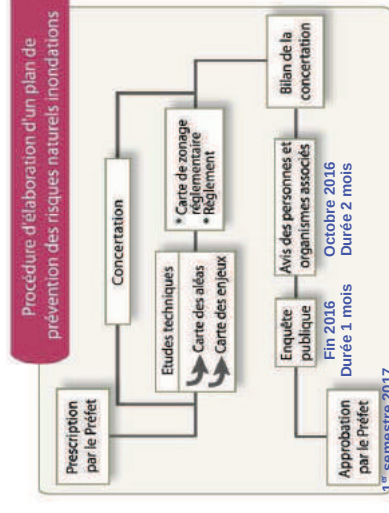 Procédure d'élaboration d'un plan de
prévention des risques naturels inondations
Prescription
par le Préfet
Concertation
Etudes techniques
Carte des aléas
Carte des enjeux
* Carte de zonage
réglementaire
• Règlement
Bilan de la
concertation
Avis des personnes et
organismes associés
Octobre 2016
Durée 2 mois
Enquête
publique
Fin 2016
Durée 1 mois
Approbation
par le Préfet
1er semestre 2017